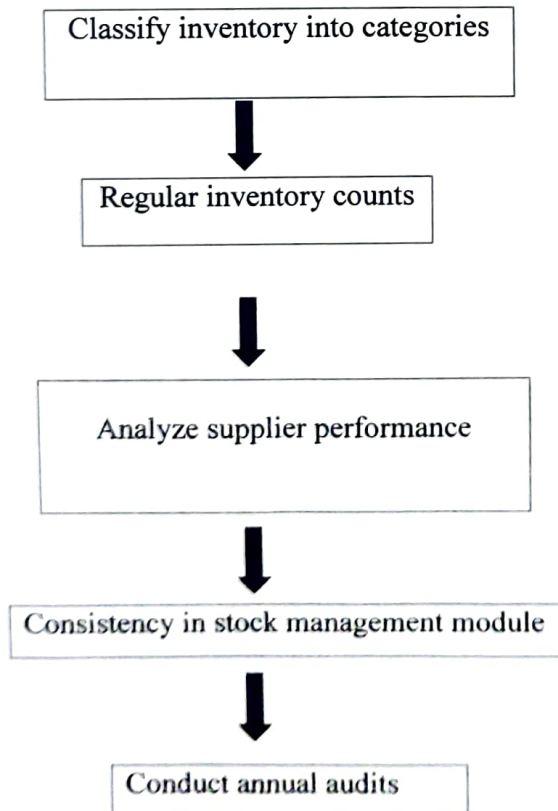 Classify inventory into categories
Regular inventory counts
Analyze supplier performance
Consistency in stock management module
Conduct annual audits